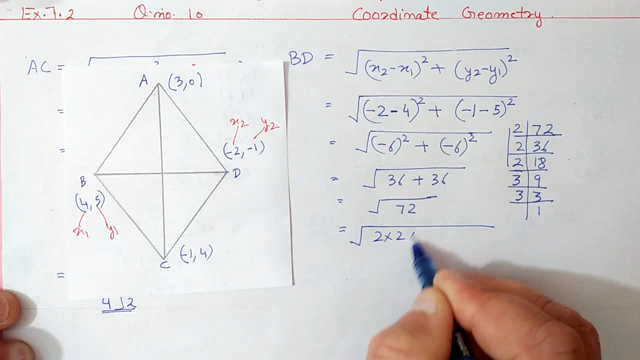 Ex.7.2 Q.no. 10 Coordinate Geometry
AC = √
=
=
=
4√2
A (3,0)
x2 y2
(-2,-1)
B D
(4,5)
x1 y1
C (-1,4)
BD = √(x2-x1)² + (y2-y1)²
= √(-2-4)² + (-1-5)²
= √(-6)² + (-6)²
= √36 + 36
= √72
= √2×2
2 | 72
2 | 36
2 | 18
3 | 9
3 | 3
1